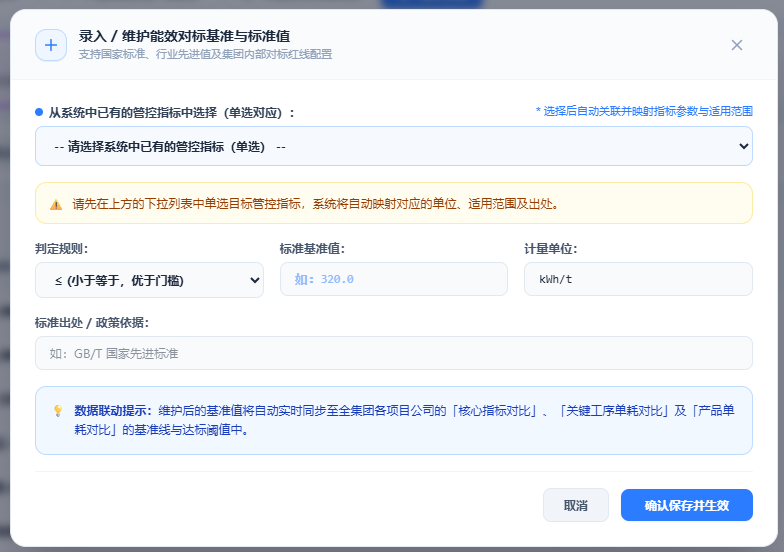 录入 / 维护能效对标基准与标准值
支持国家标准、行业先进值及集团内部对标红线配置
从系统中已有的管控指标中选择（单选对应）：
* 选择后自动关联并映射指标参数与适用范围
-- 请选择系统中已有的管控指标（单选） --
请先在上方的下拉列表中单选目标管控指标，系统将自动映射对应的单位、适用范围及出处。
判定规则：
标准基准值：
计量单位：
≤ (小于等于，优于门槛)
如: 320.0
kWh/t
标准出处 / 政策依据：
如：GB/T 国家先进标准
数据联动提示：维护后的基准值将自动实时同步至全集团各项目公司的「核心指标对比」、「关键工序单耗对比」及「产品单
耗对比」的基准线与达标阈值中。
取消
确认保存并生效